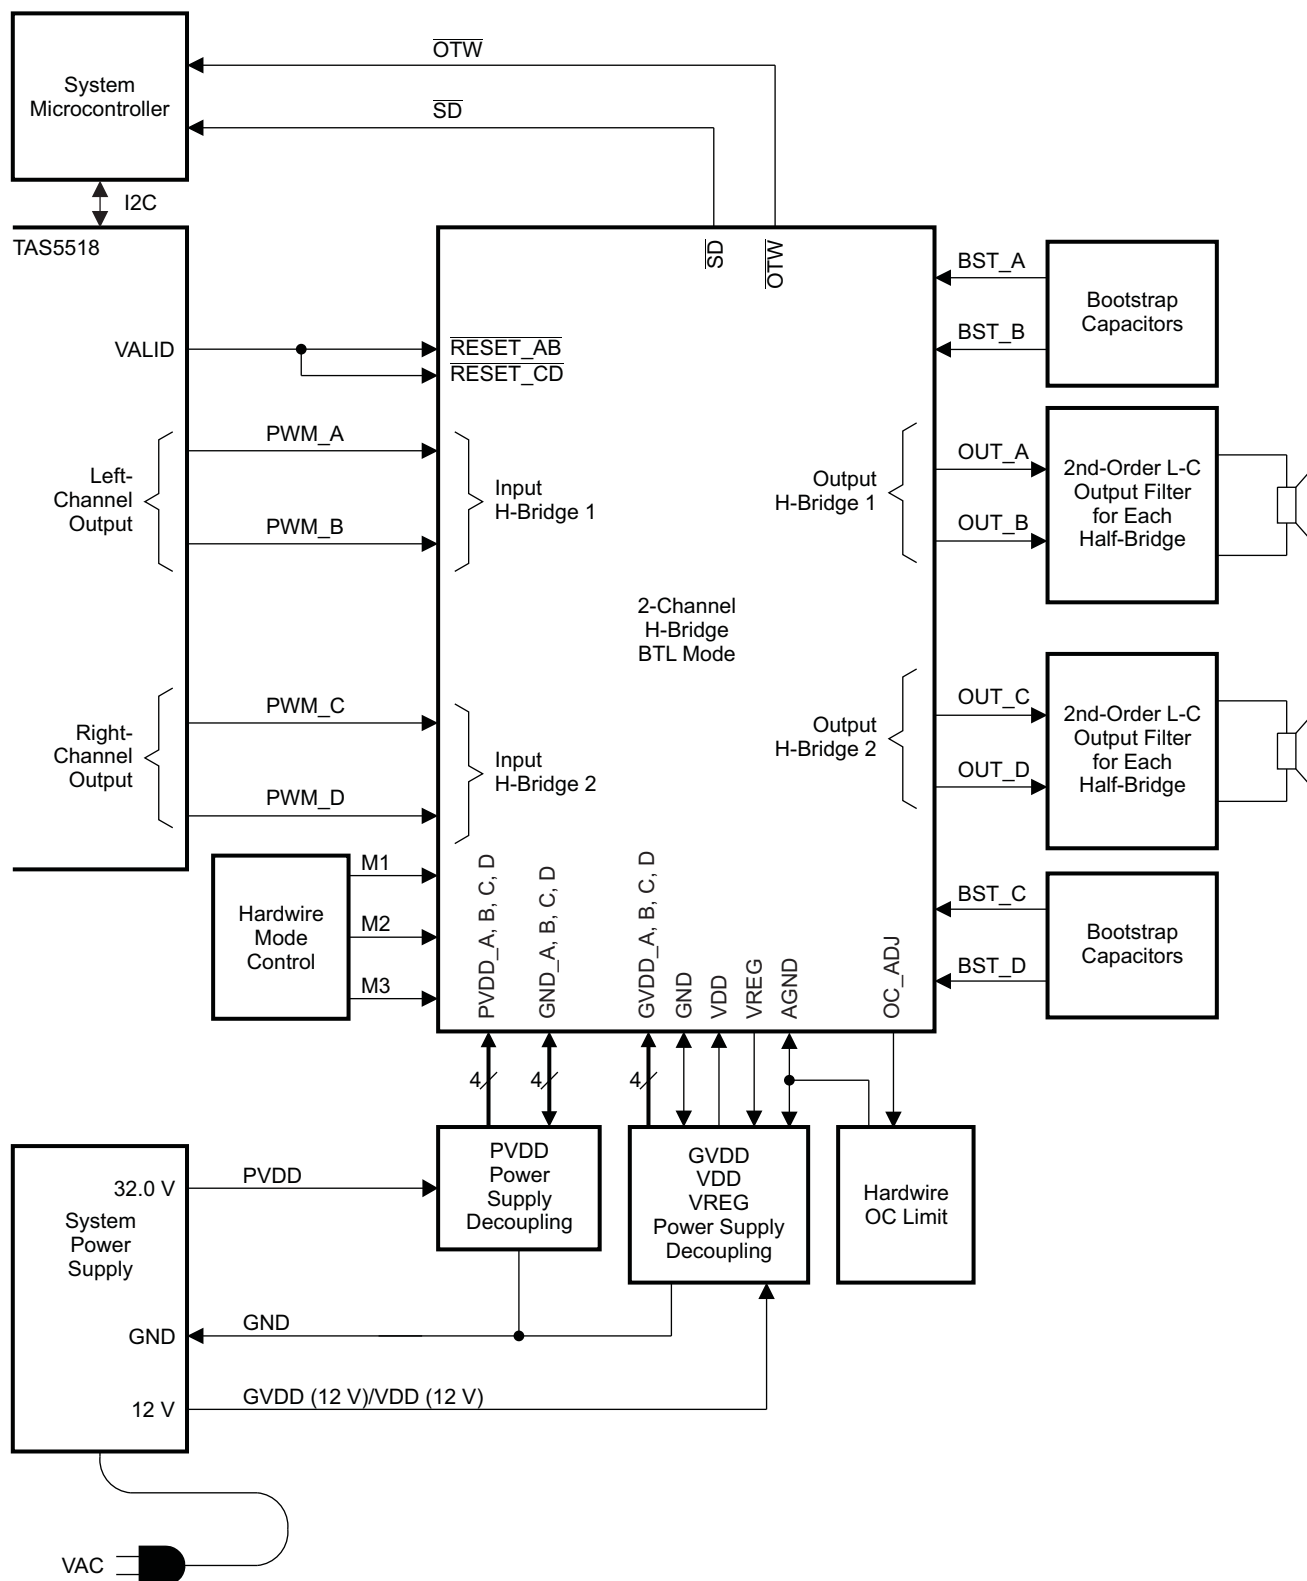 OTW
System
Microcontroller
SD
I2C
TAS5518
SD
OTW
BST_A
Bootstrap
Capacitors
BST_B
VALID
RESET_AB
RESET_CD
PWM_A
Left-
Channel
Output
PWM_B
Input
H-Bridge 1
Output
H-Bridge 1
OUT_A
OUT_B
2nd-Order L-C
Output Filter
for Each
Half-Bridge
2-Channel
H-Bridge
BTL Mode
PWM_C
Right-
Channel
Output
PWM_D
Input
H-Bridge 2
Output
H-Bridge 2
OUT_C
OUT_D
2nd-Order L-C
Output Filter
for Each
Half-Bridge
M1
Hardwire
Mode
Control
M2
M3
PVDD_A, B, C, D
GND_A, B, C, D
GVDD_A, B, C, D
GND
VDD
VREG
AGND
OC_ADJ
BST_C
Bootstrap
Capacitors
BST_D
4
4
4
32.0 V
PVDD
System
Power
Supply
PVDD
Power
Supply
Decoupling
GVDD
VDD
VREG
Power Supply
Decoupling
Hardwire
OC Limit
GND
GND
12 V
GVDD (12 V)/VDD (12 V)
VAC